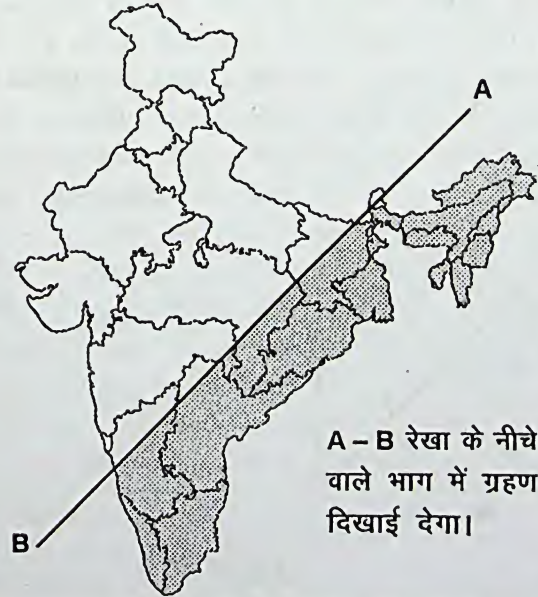 A
A – B रेखा के नीचे
वाले भाग में ग्रहण
दिखाई देगा।
B